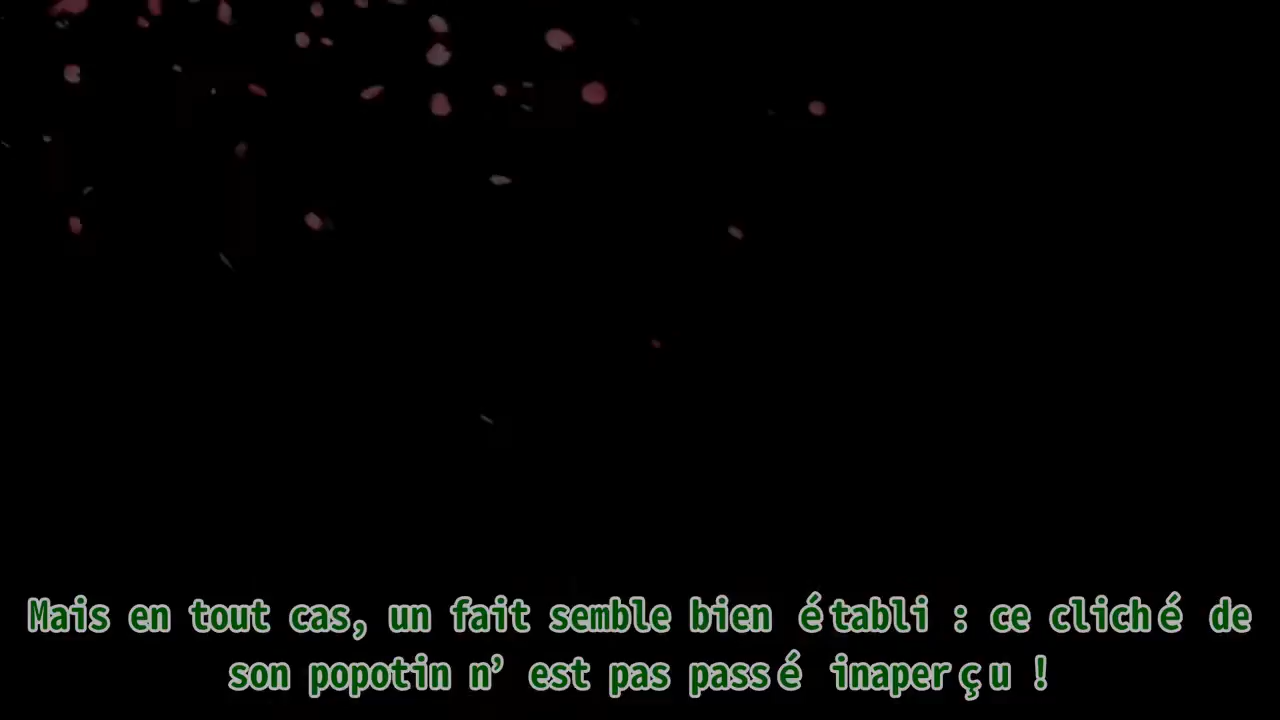 Mais en tout cas, un fait semble bien établi : ce cliché de
son popotin n’est pas passé inaperçu !